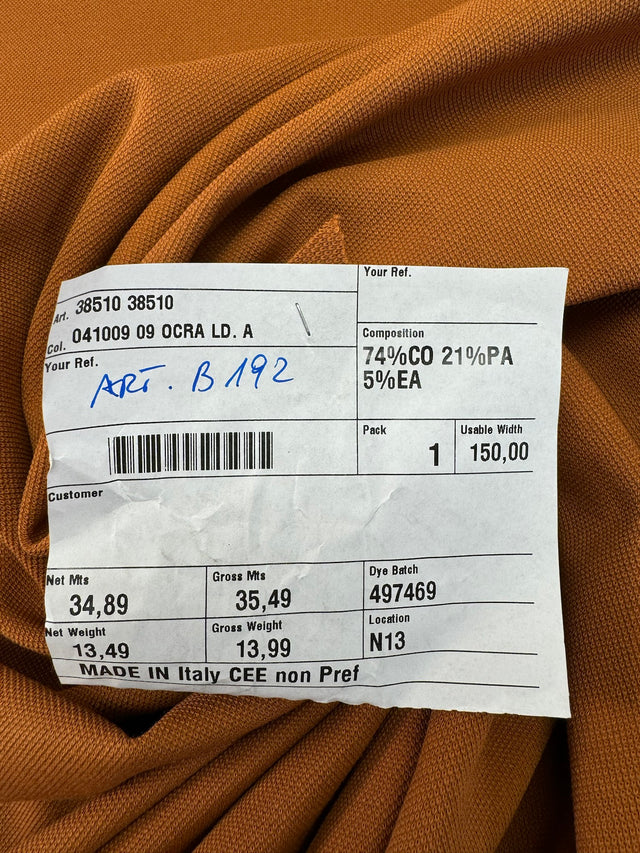 Your Ref.
Art. 38510 38510
Col. 041009 09 OCRA LD. A
Composition
74%CO 21%PA
5%EA
Your Ref.
ART. B 192
Pack
1
Usable Width
150,00
Customer
Net Mts
34,89
Gross Mts
35,49
Dye Batch
497469
Net Weight
13,49
Gross Weight
13,99
Location
N13
MADE IN Italy CEE non Pref